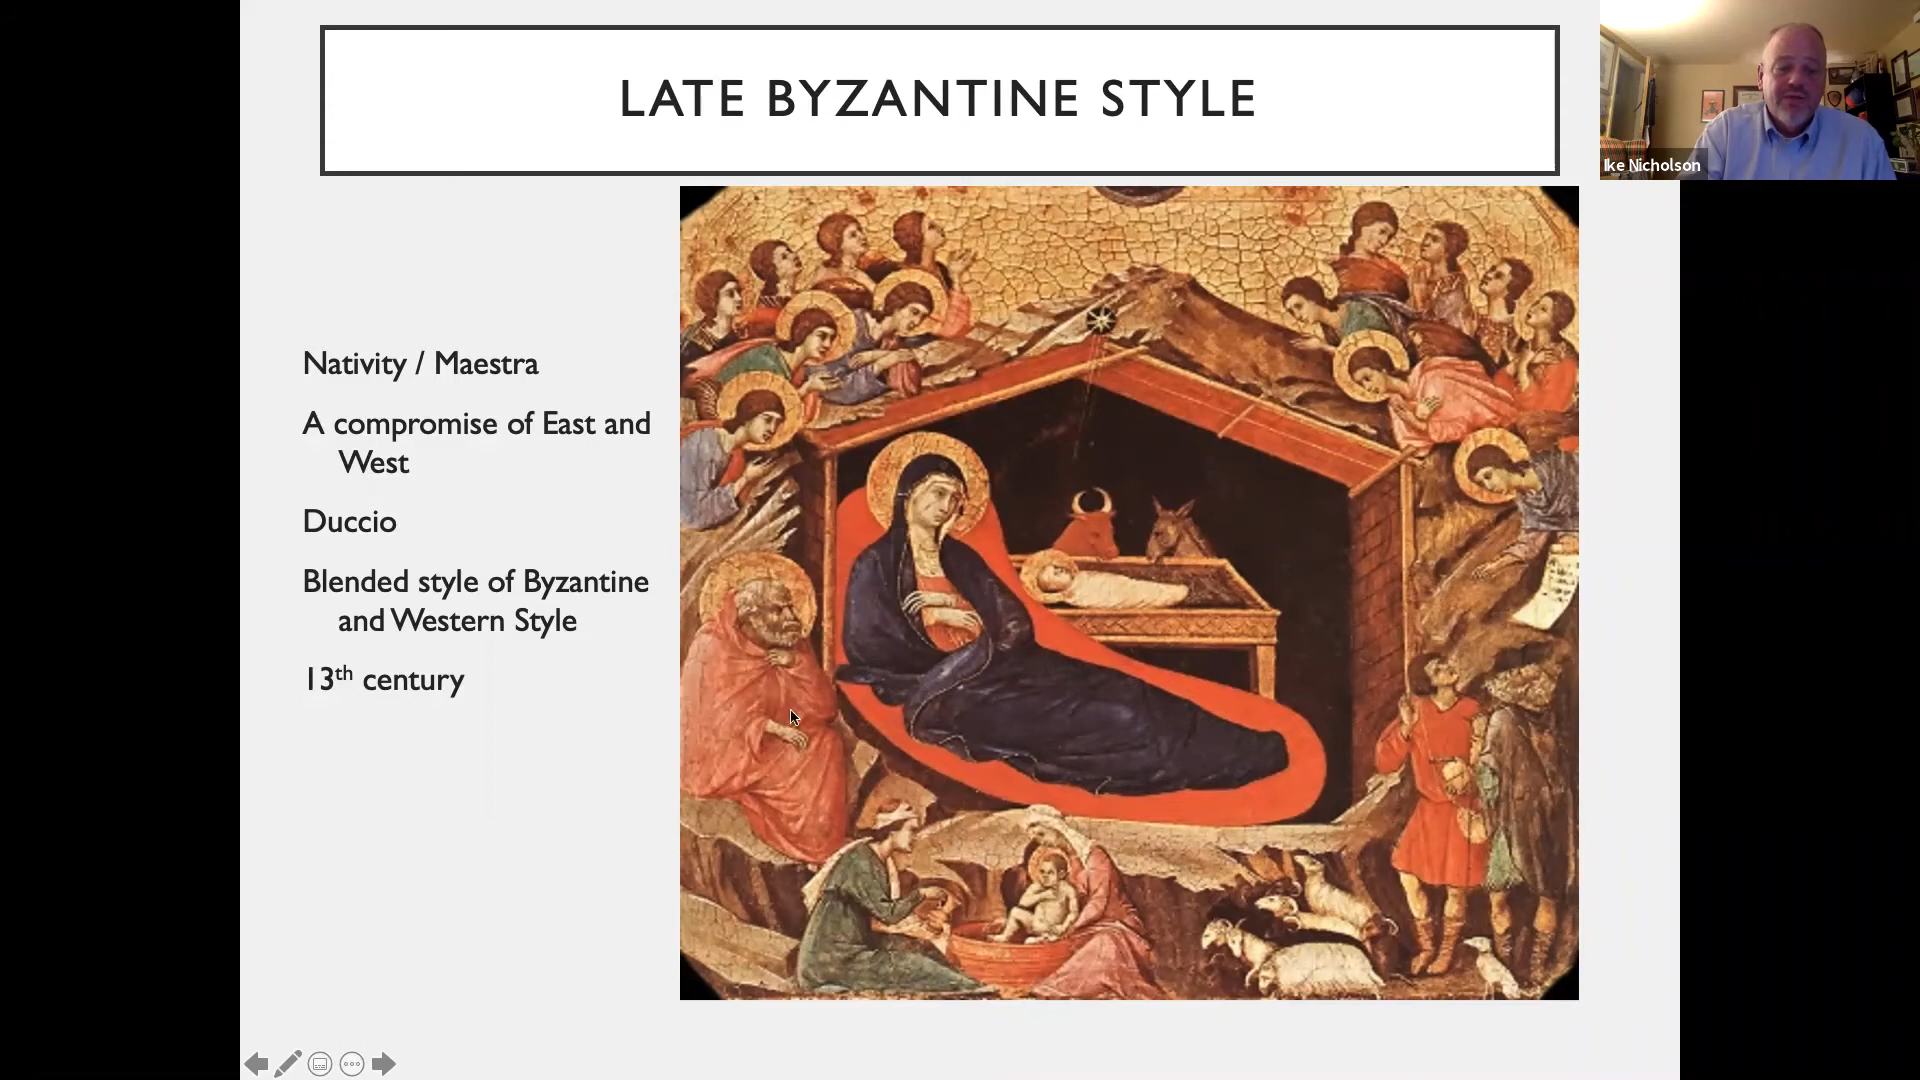 LATE BYZANTINE STYLE
Ike Nicholson
Nativity / Maestra
A compromise of East and
West
Duccio
Blended style of Byzantine
and Western Style
13th century